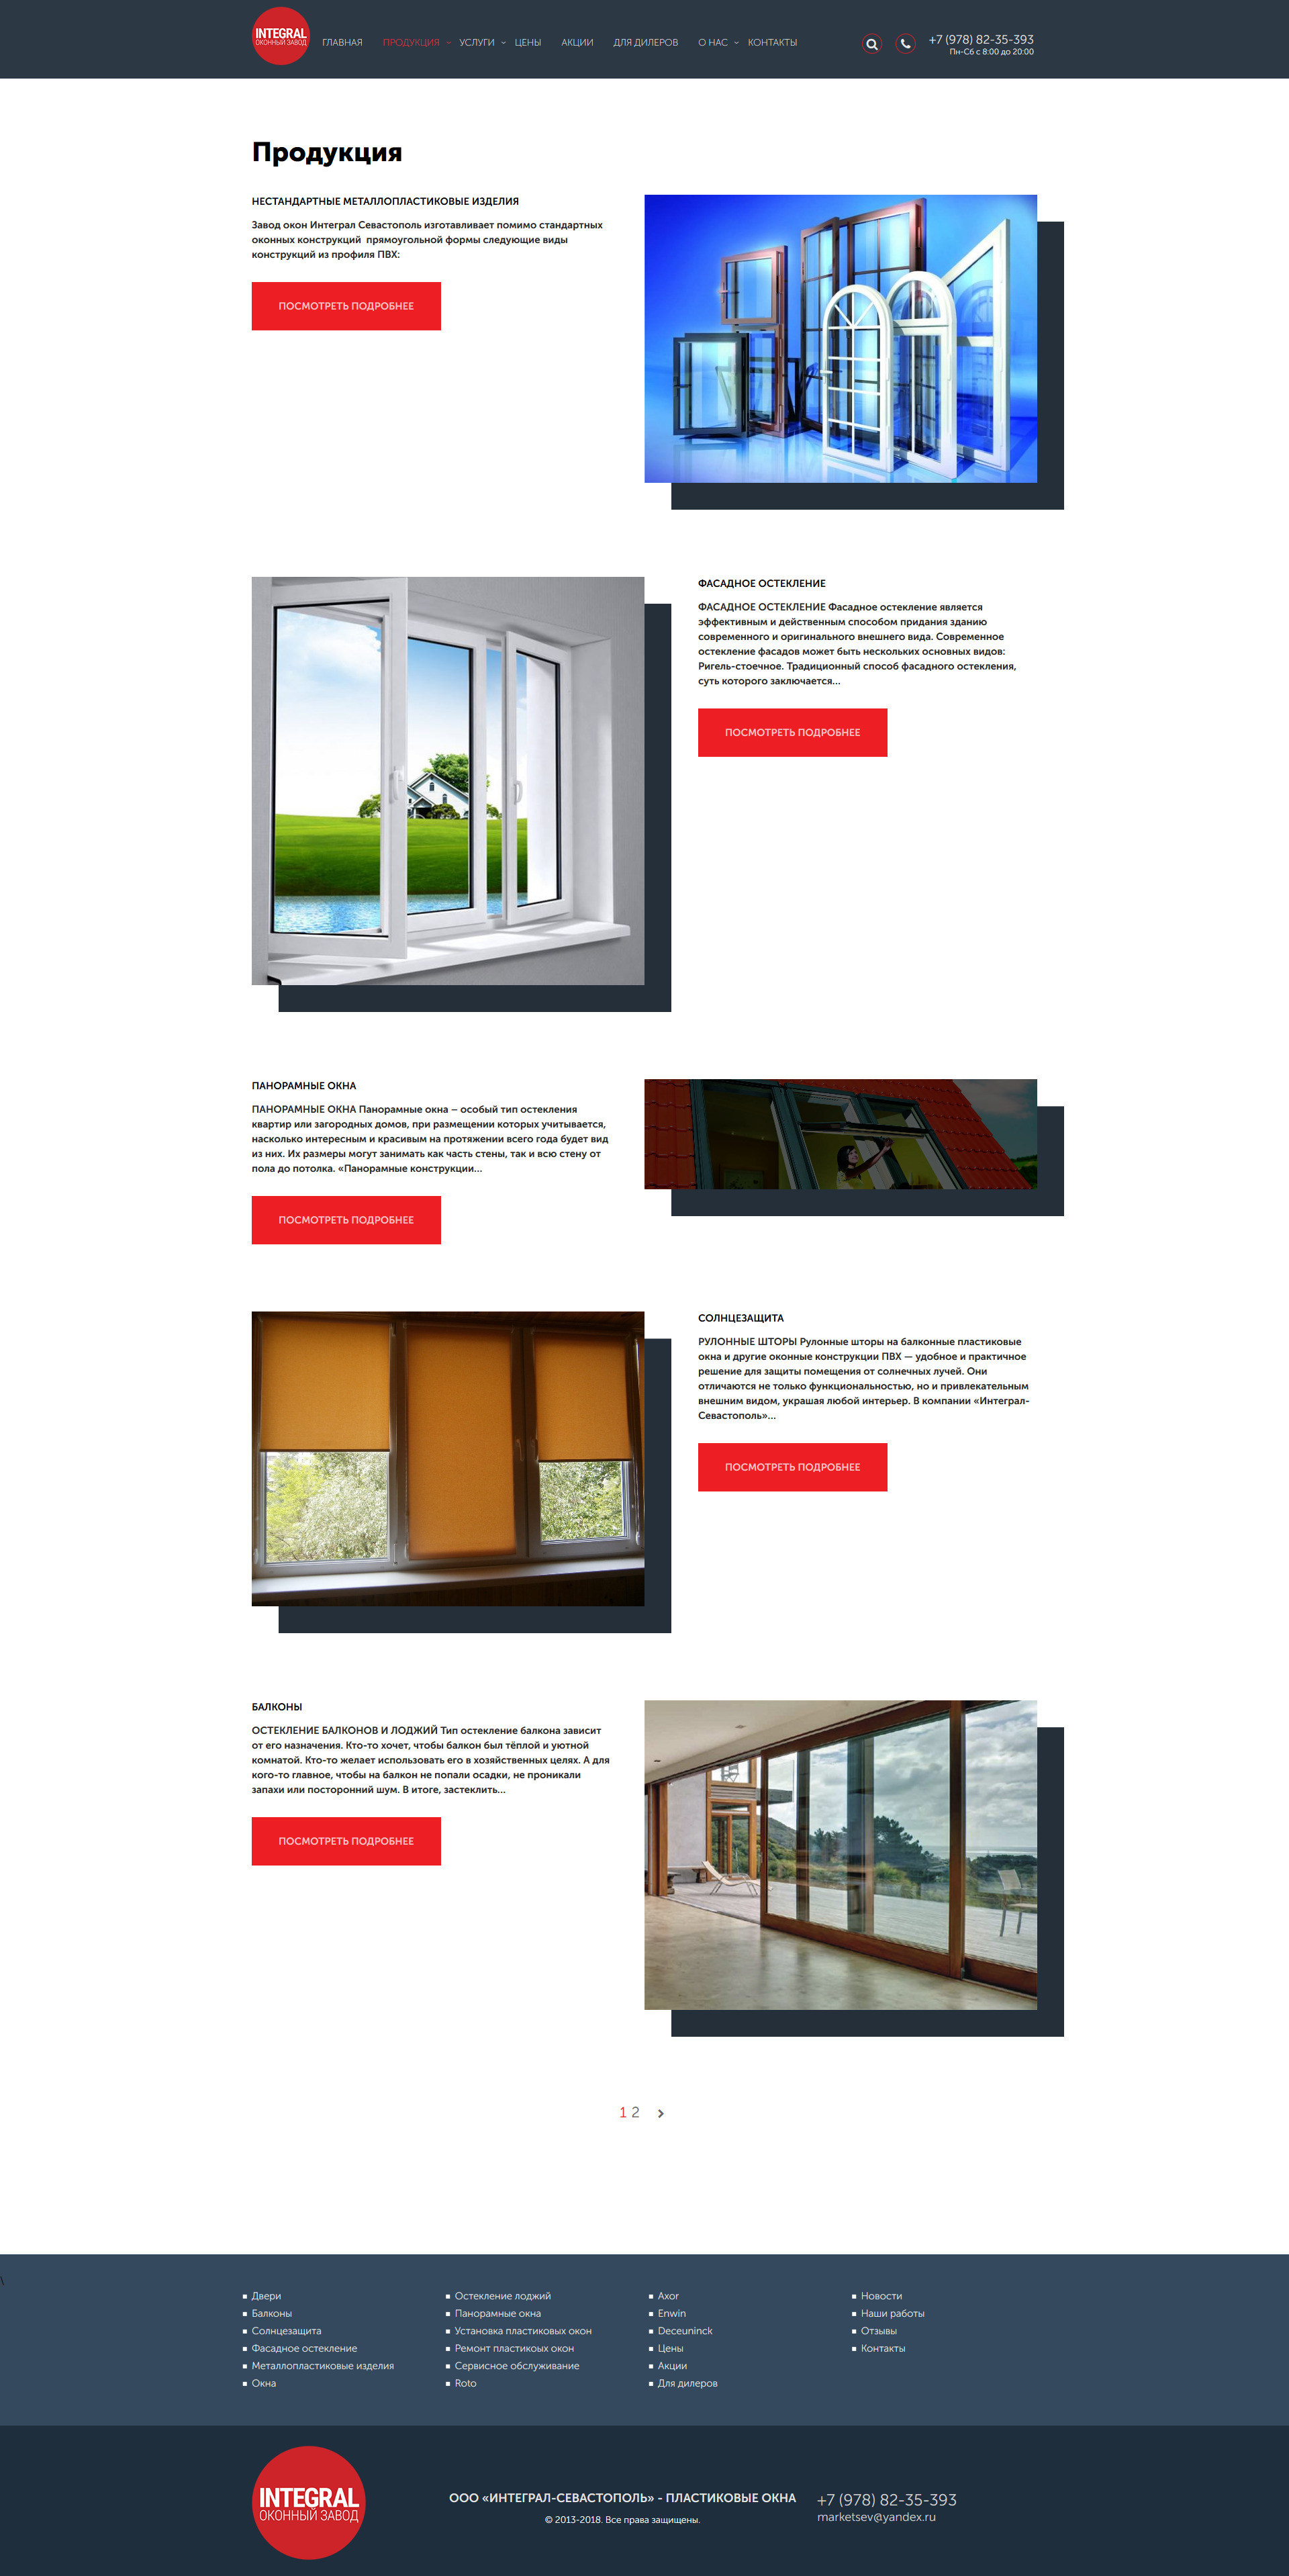 INTEGRAL
ОКОННЫЙ ЗАВОД
ГЛАВНАЯ ПРОДУКЦИЯ УСЛУГИ ЦЕНЫ АКЦИИ ДЛЯ ДИЛЕРОВ О НАС КОНТАКТЫ
+7 (978) 82-35-393
Пн-Сб с 8:00 до 20:00
Продукция
НЕСТАНДАРТНЫЕ МЕТАЛЛОПЛАСТИКОВЫЕ ИЗДЕЛИЯ
Завод окон Интеграл Севастополь изготавливает помимо стандартных
оконных конструкций прямоугольной формы следующие виды
конструкций из профиля ПВХ:
ПОСМОТРЕТЬ ПОДРОБНЕЕ
ФАСАДНОЕ ОСТЕКЛЕНИЕ
ФАСАДНОЕ ОСТЕКЛЕНИЕ Фасадное остекление является
эффективным и действенным способом придания зданию
современного и оригинального внешнего вида. Современное
остекление фасадов может быть нескольких основных видов:
Ригель-стоечное. Традиционный способ фасадного остекления,
суть которого заключается...
ПОСМОТРЕТЬ ПОДРОБНЕЕ
ПАНОРАМНЫЕ ОКНА
ПАНОРАМНЫЕ ОКНА Панорамные окна – особый тип остекления
квартир или загородных домов, при размещении которых учитывается,
насколько интересным и красивым на протяжении всего года будет вид
из них. Их размеры могут занимать как часть стены, так и всю стену от
пола до потолка. «Панорамные конструкции...
ПОСМОТРЕТЬ ПОДРОБНЕЕ
СОЛНЦЕЗАЩИТА
РУЛОННЫЕ ШТОРЫ Рулонные шторы на балконные пластиковые
окна и другие оконные конструкции ПВХ — удобное и практичное
решение для защиты помещения от солнечных лучей. Они
отличаются не только функциональностью, но и привлекательным
внешним видом, украшая любой интерьер. В компании «Интеграл-
Севастополь»...
ПОСМОТРЕТЬ ПОДРОБНЕЕ
БАЛКОНЫ
ОСТЕКЛЕНИЕ БАЛКОНОВ И ЛОДЖИЙ Тип остекление балкона зависит
от его назначения. Кто-то хочет, чтобы балкон был тёплой и уютной
комнатой. Кто-то желает использовать его в хозяйственных целях. А для
кого-то главное, чтобы на балкон не попали осадки, не проникали
запахи или посторонний шум. В итоге, застеклить...
ПОСМОТРЕТЬ ПОДРОБНЕЕ
1 2
\
Двери
Балконы
Солнцезащита
Фасадное остекление
Металлопластиковые изделия
Окна
Остекление лоджий
Панорамные окна
Установка пластиковых окон
Ремонт пластикоых окон
Сервисное обслуживание
Roto
Axor
Enwin
Deceuninck
Цены
Акции
Для дилеров
Новости
Наши работы
Отзывы
Контакты
INTEGRAL
ОКОННЫЙ ЗАВОД
ООО «ИНТЕГРАЛ-СЕВАСТОПОЛЬ» - ПЛАСТИКОВЫЕ ОКНА
© 2013-2018. Все права защищены.
+7 (978) 82-35-393
marketsev@yandex.ru